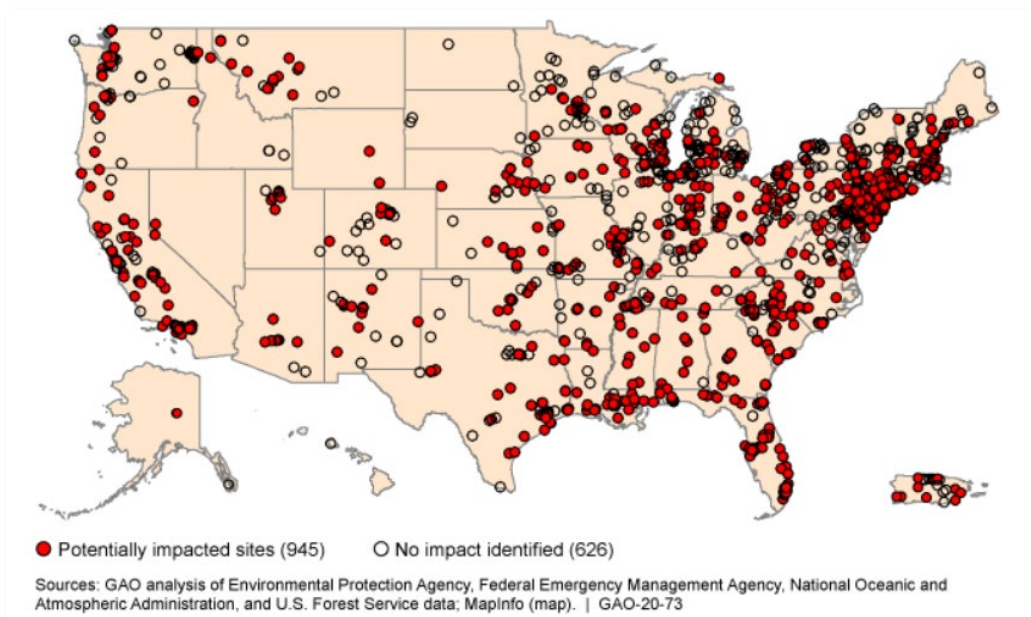 Potentially impacted sites (945) No impact identified (626)
Sources: GAO analysis of Environmental Protection Agency, Federal Emergency Management Agency, National Oceanic and
Atmospheric Administration, and U.S. Forest Service data; MapInfo (map). | GAO-20-73